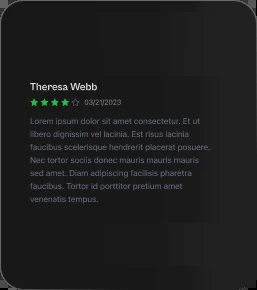 Theresa Webb
03/21/2023
Lorem ipsum dolor sit amet consectetur. Et ut
libero dignissim vel lacinia. Est risus lacinia
faucibus scelerisque hendrerit placerat posuere.
Nec tortor sociis donec mauris mauris mauris
sed amet. Diam adipiscing facilisis pharetra
faucibus. Tortor id porttitor pretium amet
venenatis tempus.